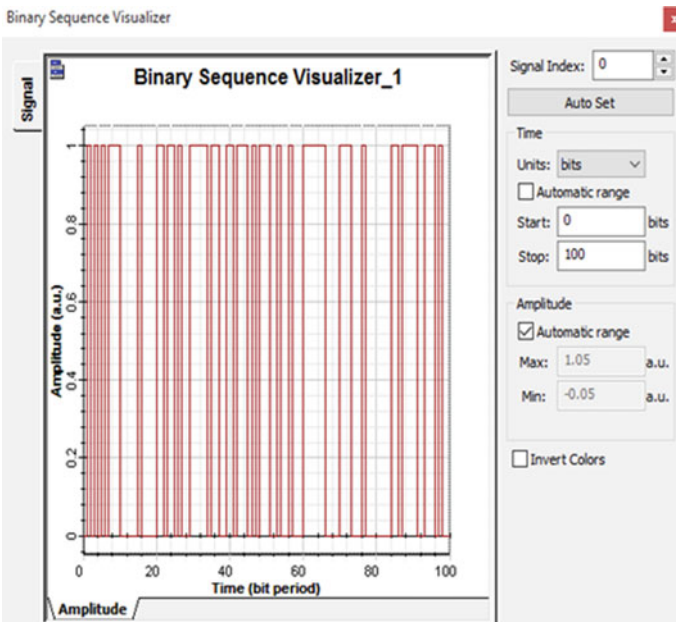 Binary Sequence Visualizer
x
Signal
Binary Sequence Visualizer_1
Amplitude (a.u.)
1
0.8
0.6
0.4
0.2
0
0 20 40 60 80 100
Time (bit period)
Amplitude
Signal Index: 0
Auto Set
Time
Units: bits
Automatic range
Start: 0 bits
Stop: 100 bits
Amplitude
Automatic range
Max: 1.05 a.u.
Min: -0.05 a.u.
Invert Colors